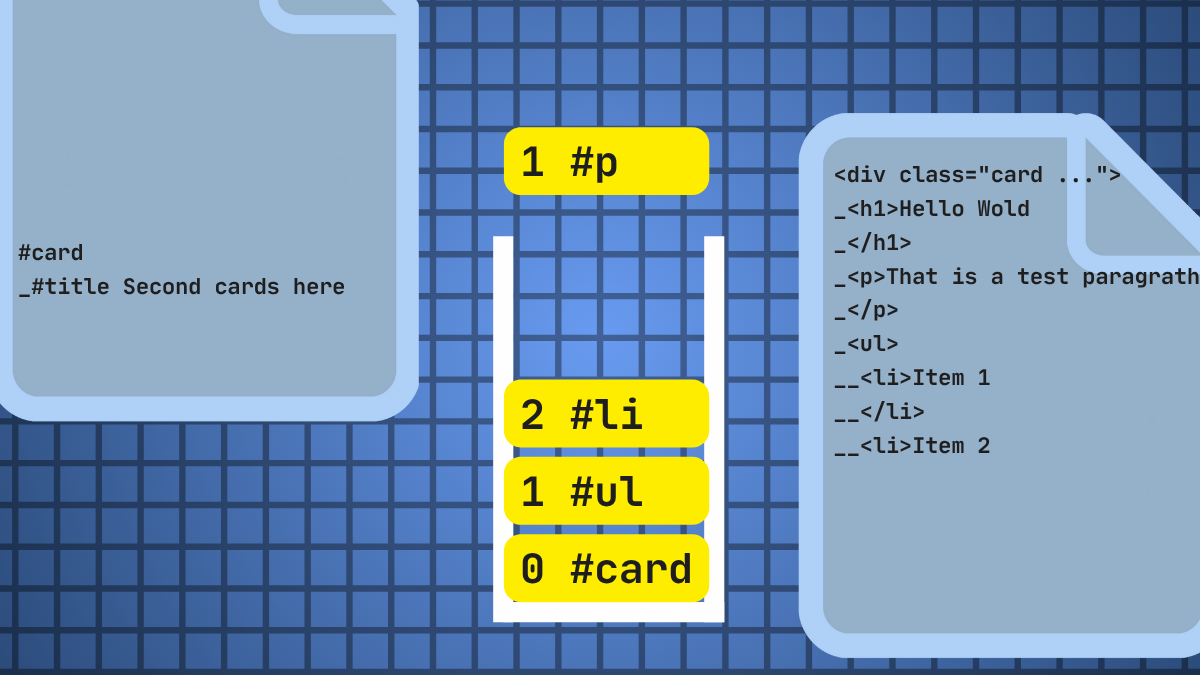 #card
_#title Second cards here
1 #p
2 #li
1 #ul
0 #card
<div class="card ...">
_<h1>Hello Wold
_</h1>
_<p>That is a test paragrath
_</p>
_<ul>
__<li>Item 1
__</li>
__<li>Item 2